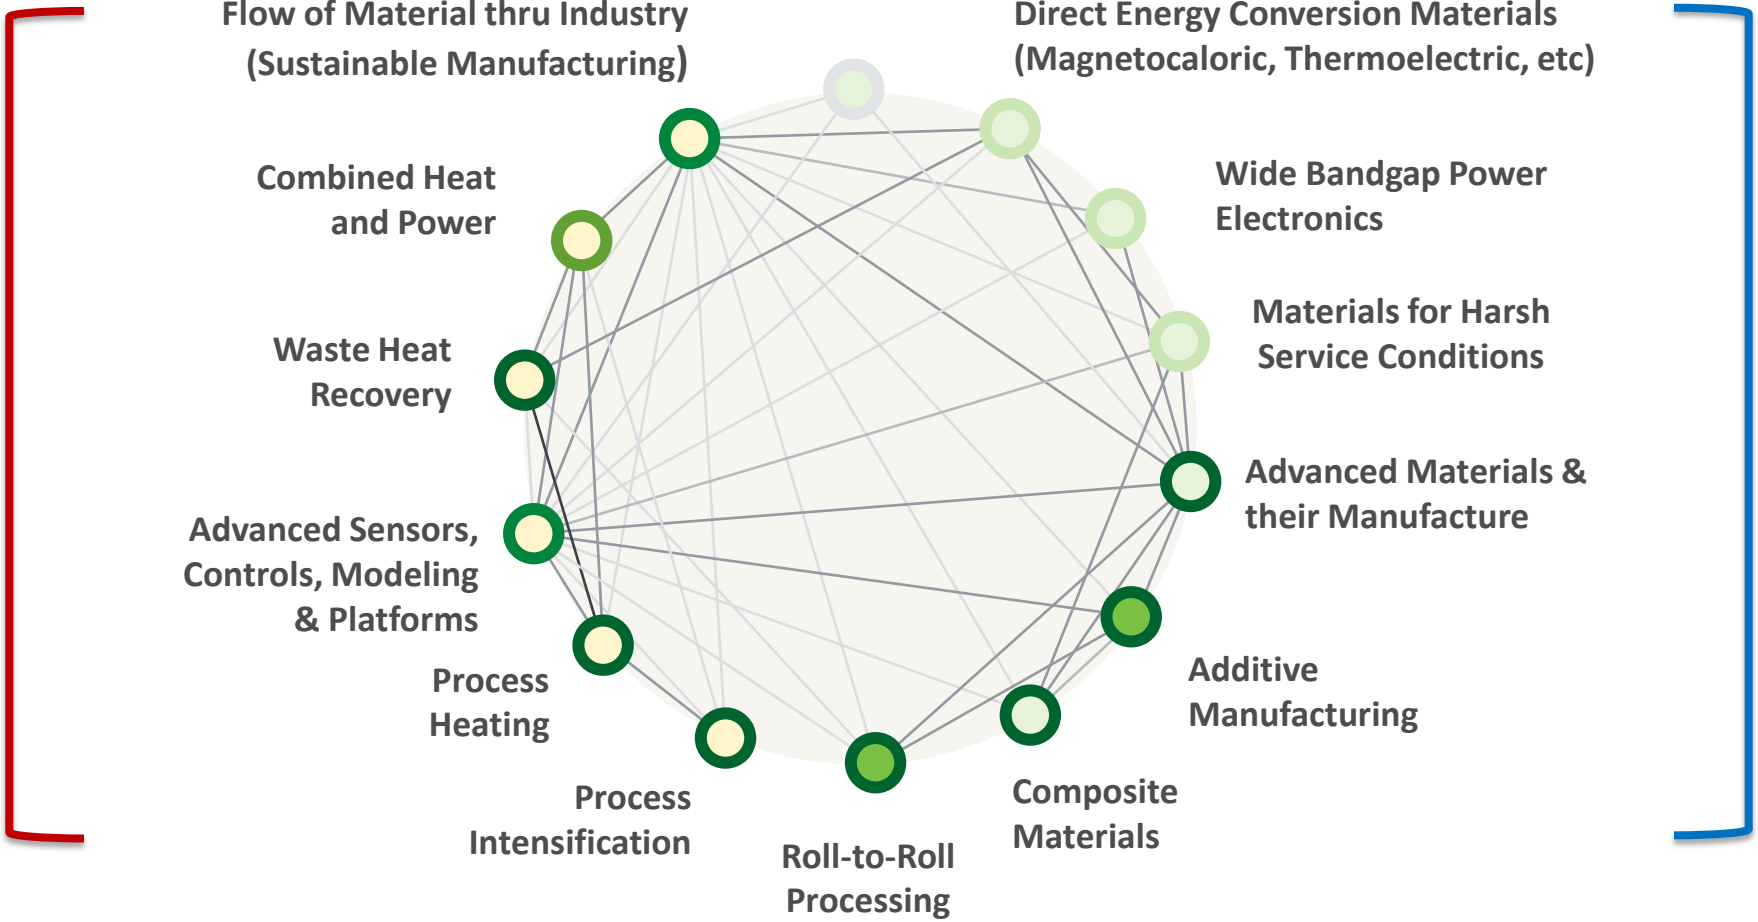 Flow of Material thru Industry
(Sustainable Manufacturing)
Direct Energy Conversion Materials
(Magnetocaloric, Thermoelectric, etc)
Combined Heat
and Power
Wide Bandgap Power
Electronics
Waste Heat
Recovery
Materials for Harsh
Service Conditions
Advanced Sensors,
Controls, Modeling
& Platforms
Advanced Materials &
their Manufacture
Process
Heating
Additive
Manufacturing
Process
Intensification
Composite
Materials
Roll-to-Roll
Processing